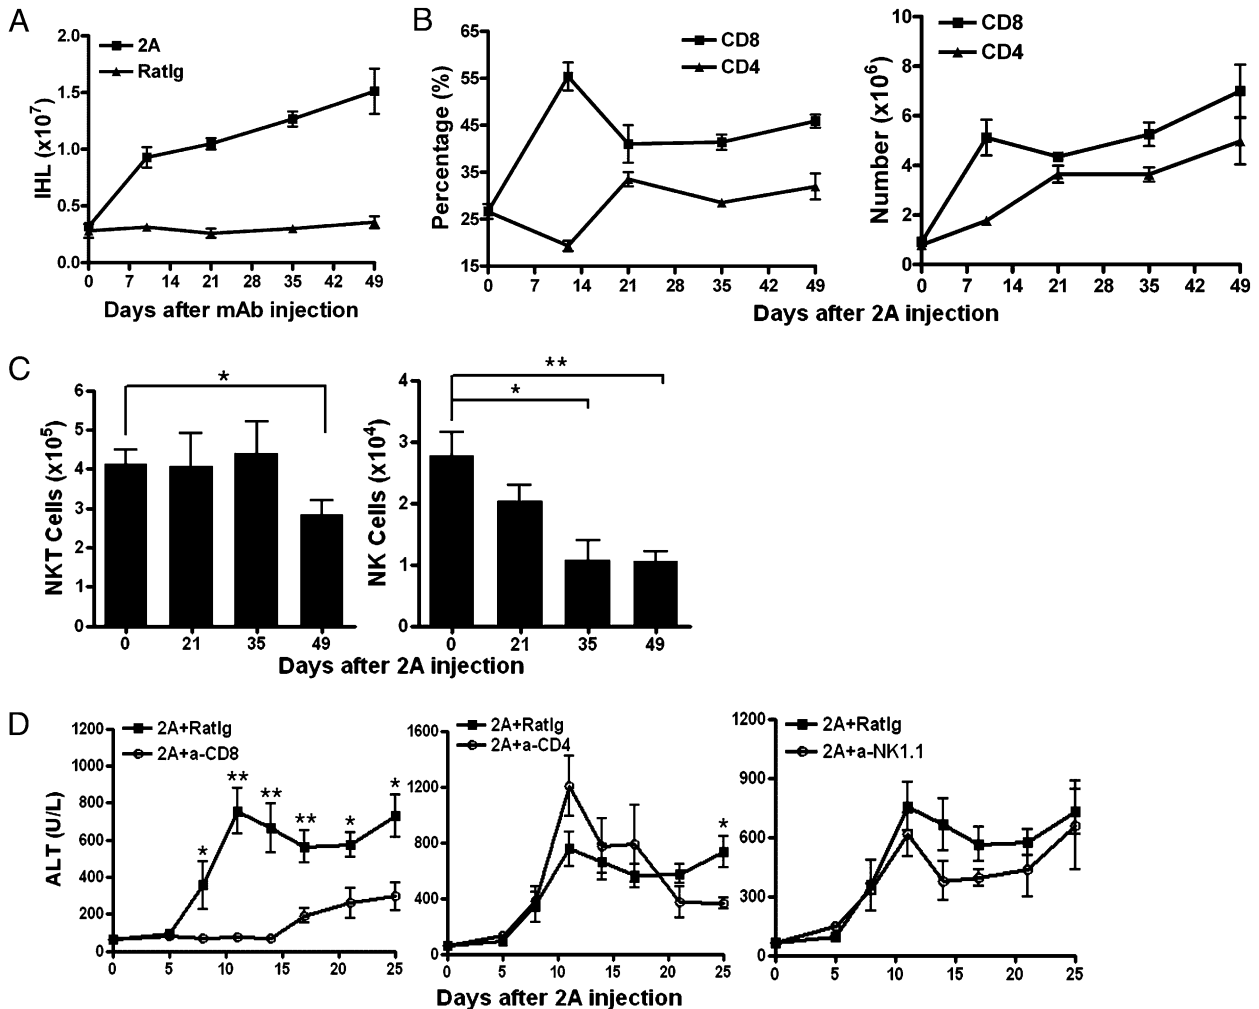 A
2A
RatIg
IHL (x10⁷)
2.0
1.5
1.0
0.5
0.0
0 7 14 21 28 35 42 49
Days after mAb injection
B
CD8
CD4
Percentage (%)
65
55
45
35
25
15
0 7 14 21 28 35 42 49
CD8
CD4
Number (x10⁶)
10
8
6
4
2
0
0 7 14 21 28 35 42 49
Days after 2A injection
C
*
NKT Cells (x10⁵)
6
5
4
3
2
1
0
0 21 35 49
**
*
NK Cells (x10⁴)
4
3
2
1
0
0 21 35 49
Days after 2A injection
D
2A+RatIg
2A+a-CD8
ALT (U/L)
1200
1000
800
600
400
200
0
* ** ** ** * *
0 5 10 15 20 25
2A+RatIg
2A+a-CD4
1600
1200
800
400
0
*
0 5 10 15 20 25
2A+RatIg
2A+a-NK1.1
1200
900
600
300
0
0 5 10 15 20 25
Days after 2A injection